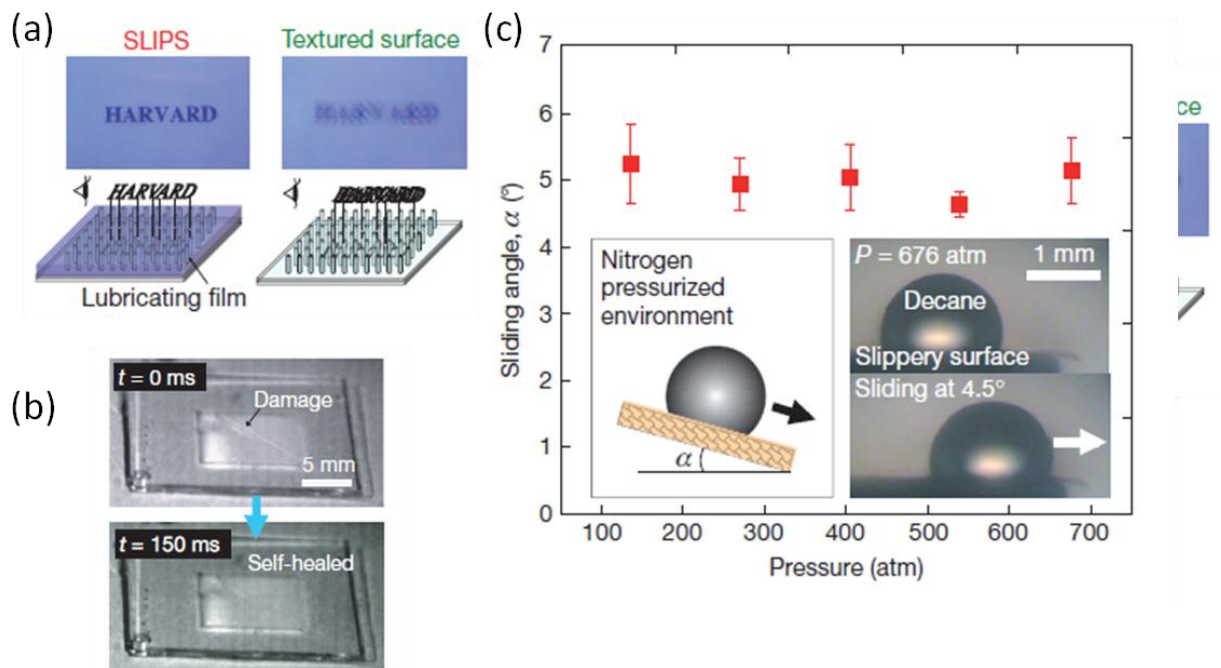 (a)
SLIPS
Textured surface
HARVARD
HARVARD
HARVARD
HARVARD
Lubricating film
(b)
t = 0 ms
Damage
5 mm
t = 150 ms
Self-healed
(c)
7
6
5
4
3
2
1
0
Sliding angle, α (°)
Nitrogen
pressurized
environment
α
P = 676 atm
1 mm
Decane
Slippery surface
Sliding at 4.5°
100 200 300 400 500 600 700
Pressure (atm)
ce